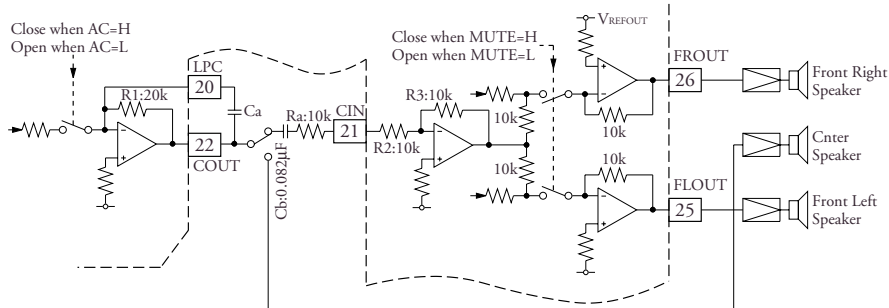 Close when AC=H
Open when AC=L
LPC
20
R1:20k
Ca
22
COUT
Ra:10k
Cb:0.082µF
CIN
21
R2:10k
R3:10k
Close when MUTE=H
Open when MUTE=L
10k
10k
VREFOUT
10k
FROUT
26
Front Right
Speaker
Cnter
Speaker
10k
FLOUT
25
Front Left
Speaker